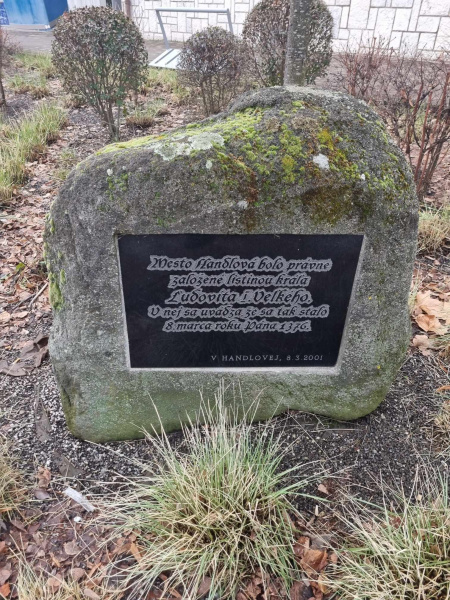 Mesto Handlová bolo právne
založené listinou kráľa
Ľudovíta I. Veľkého.
V nej sa uvádza že sa tak stalo
8. marca roku Pána 1376.
V HANDLOVEJ, 8.3.2001